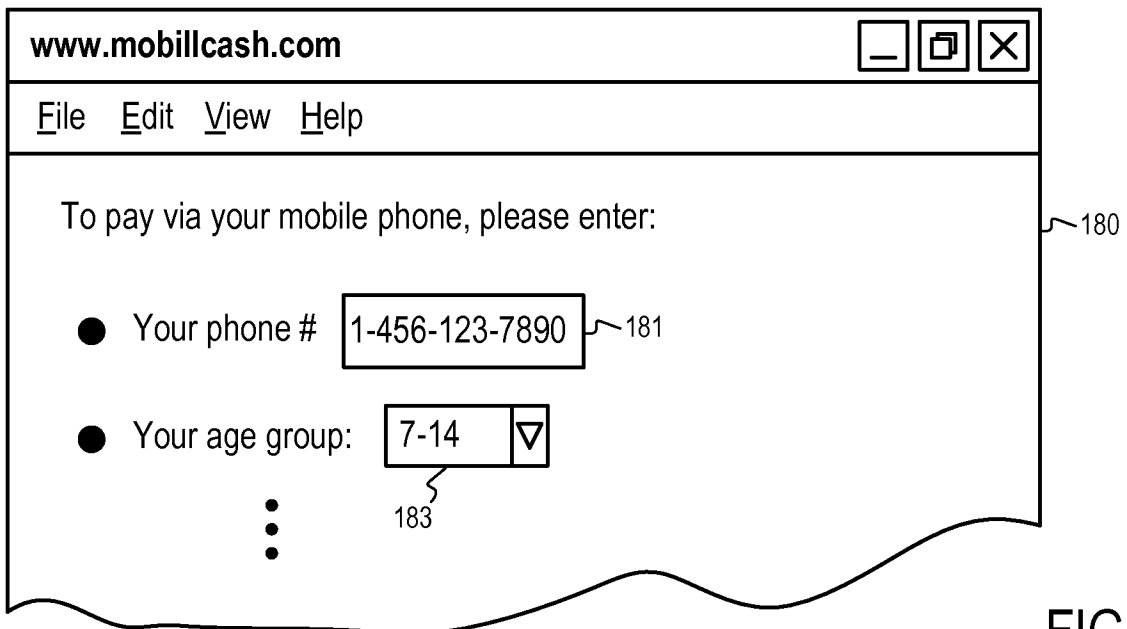 www.mobillcash.com
File Edit View Help
To pay via your mobile phone, please enter:
180
Your phone # 1-456-123-7890 181
Your age group: 7-14
183